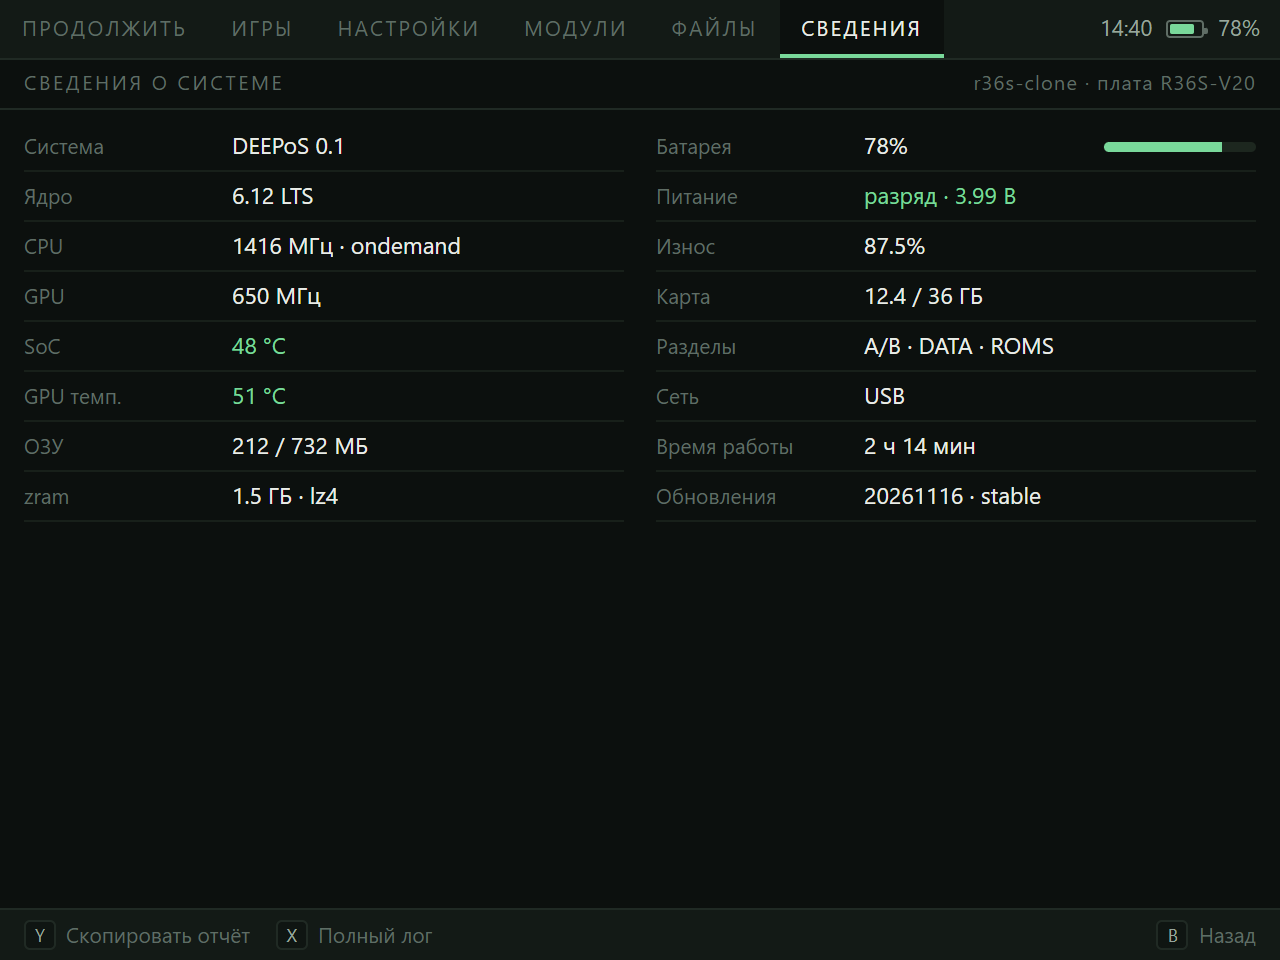 ПРОДОЛЖИТЬ ИГРЫ НАСТРОЙКИ МОДУЛИ ФАЙЛЫ СВЕДЕНИЯ 14:40 78%
СВЕДЕНИЯ О СИСТЕМЕ r36s-clone · плата R36S-V20
Система DEEPoS 0.1
Ядро 6.12 LTS
CPU 1416 МГц · ondemand
GPU 650 МГц
SoC 48 °C
GPU темп. 51 °C
ОЗУ 212 / 732 МБ
zram 1.5 ГБ · lz4
Батарея 78%
Питание разряд · 3.99 В
Износ 87.5%
Карта 12.4 / 36 ГБ
Разделы A/B · DATA · ROMS
Сеть USB
Время работы 2 ч 14 мин
Обновления 20261116 · stable
Y Скопировать отчёт X Полный лог B Назад